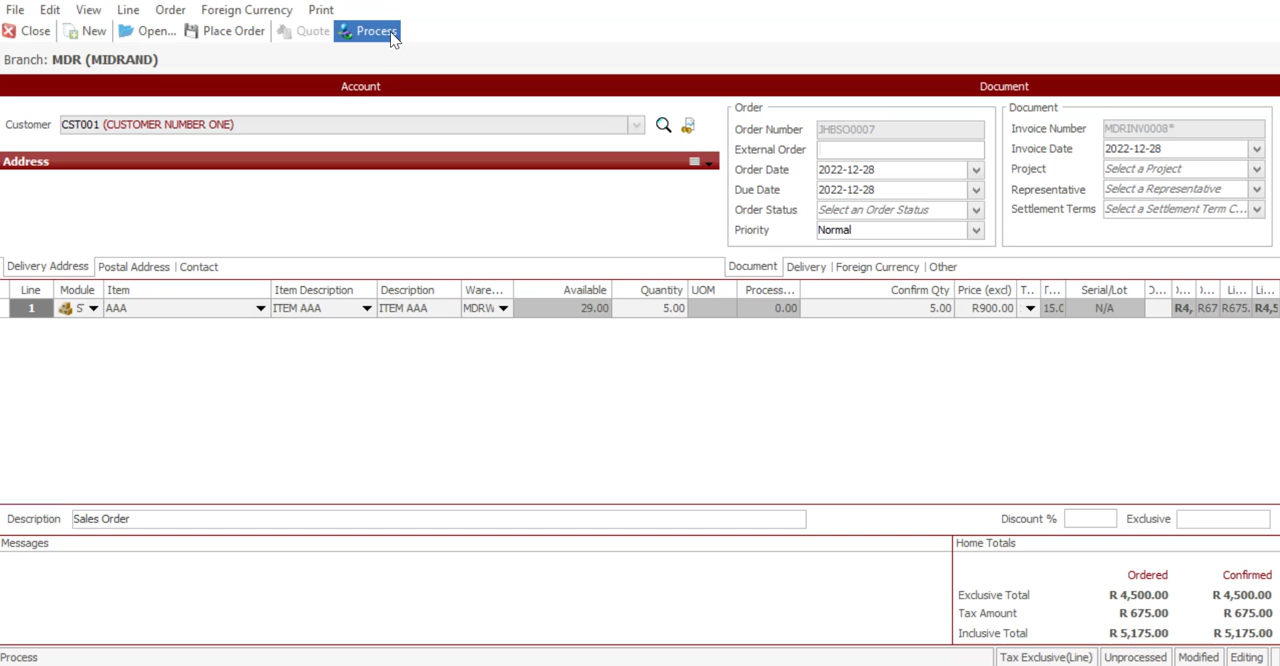 File Edit View Line Order Foreign Currency Print
Close New Open... Place Order Quote Process
Branch: MDR (MIDRAND)
Account Document
Customer CST001 (CUSTOMER NUMBER ONE)
Address
Order
Order Number JHBSO0007
External Order
Order Date 2022-12-28
Due Date 2022-12-28
Order Status Select an Order Status
Priority Normal
Document
Invoice Number MDRINV0008*
Invoice Date 2022-12-28
Project Select a Project
Representative Select a Representative
Settlement Terms Select a Settlement Term C...
Delivery Address Postal Address | Contact
Document Delivery | Foreign Currency | Other
Line Module Item Item Description Description Ware... Available Quantity UOM Process... Confirm Qty Price (excl) T... T... Serial/Lot D... )... )... Li... Li...
1 S AAA ITEM AAA ITEM AAA MDRW 29.00 5.00 0.00 5.00 R900.00 15.0 N/A R4, R67 R675. R4,5
Description Sales Order Discount % Exclusive
Messages
Home Totals
Ordered Confirmed
Exclusive Total R 4,500.00 R 4,500.00
Tax Amount R 675.00 R 675.00
Inclusive Total R 5,175.00 R 5,175.00
Process Tax Exclusive(Line) Unprocessed Modified Editing